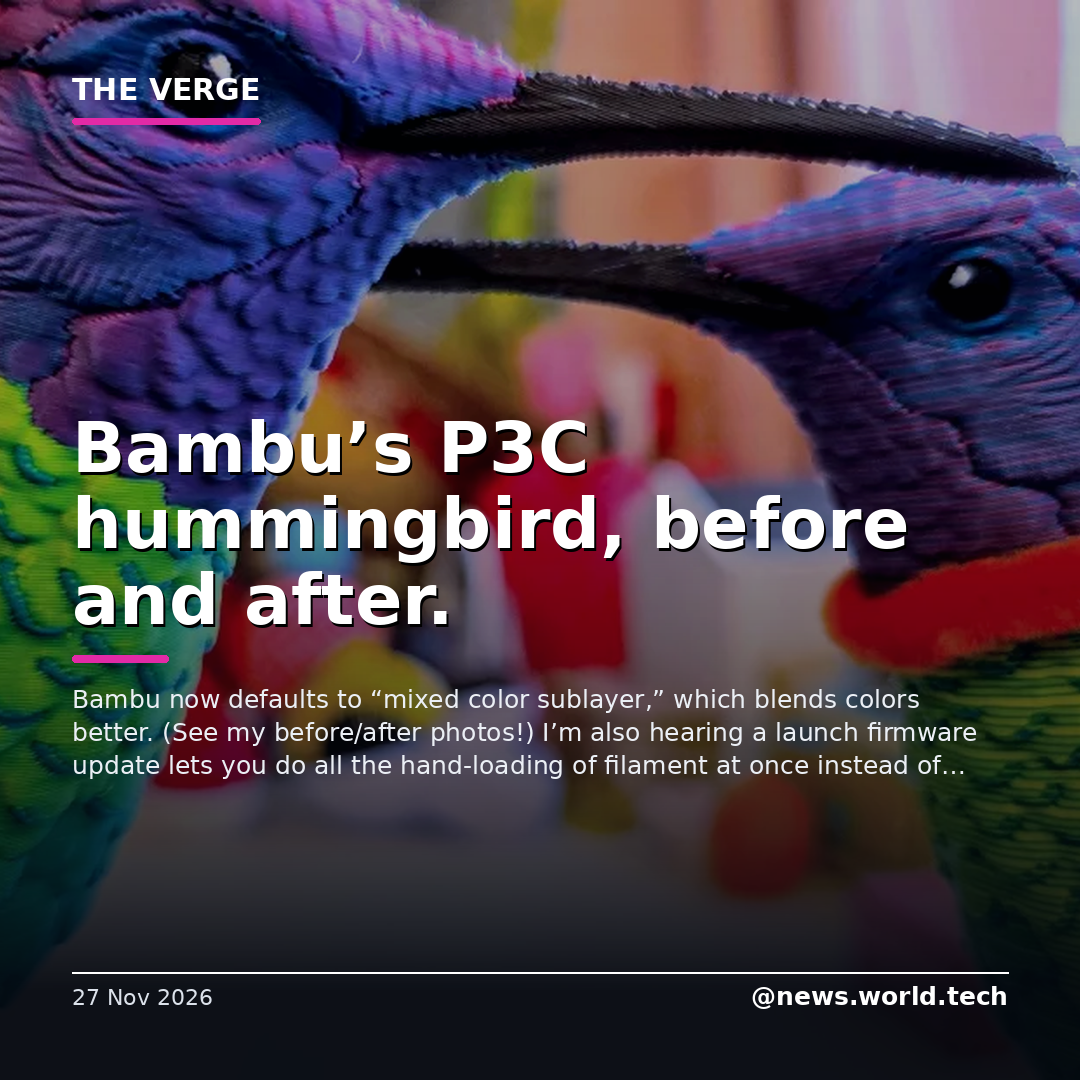 THE VERGE
Bambu’s P3C
hummingbird, before
and after.
Bambu now defaults to “mixed color sublayer,” which blends colors
better. (See my before/after photos!) I’m also hearing a launch firmware
update lets you do all the hand-loading of filament at once instead of…
27 Nov 2026
@news.world.tech